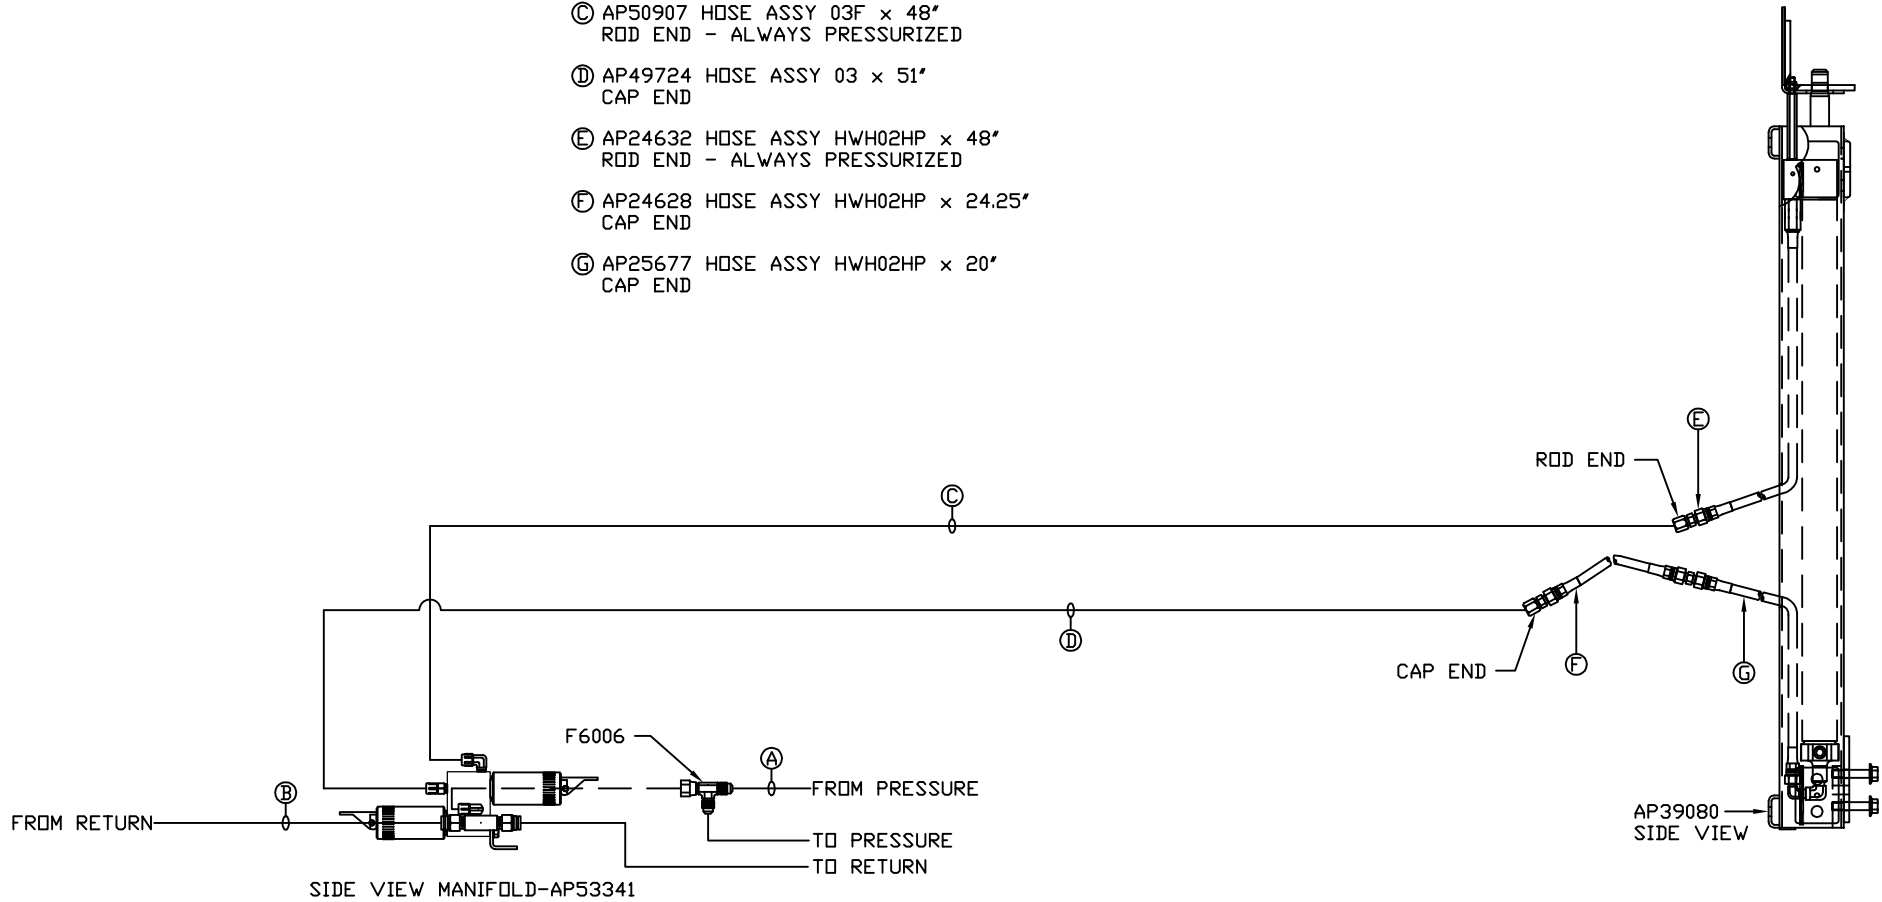 Ⓒ AP50907 HOSE ASSY 03F x 48"
ROD END - ALWAYS PRESSURIZED
Ⓓ AP49724 HOSE ASSY 03 x 51"
CAP END
Ⓔ AP24632 HOSE ASSY HWH02HP x 48"
ROD END - ALWAYS PRESSURIZED
Ⓕ AP24628 HOSE ASSY HWH02HP x 24.25"
CAP END
Ⓖ AP25677 HOSE ASSY HWH02HP x 20"
CAP END
Ⓔ
ROD END
Ⓒ
Ⓓ
CAP END
Ⓕ
Ⓖ
F6006
Ⓐ
FROM PRESSURE
Ⓑ
FROM RETURN
AP39080
SIDE VIEW
TO PRESSURE
TO RETURN
SIDE VIEW MANIFOLD-AP53341